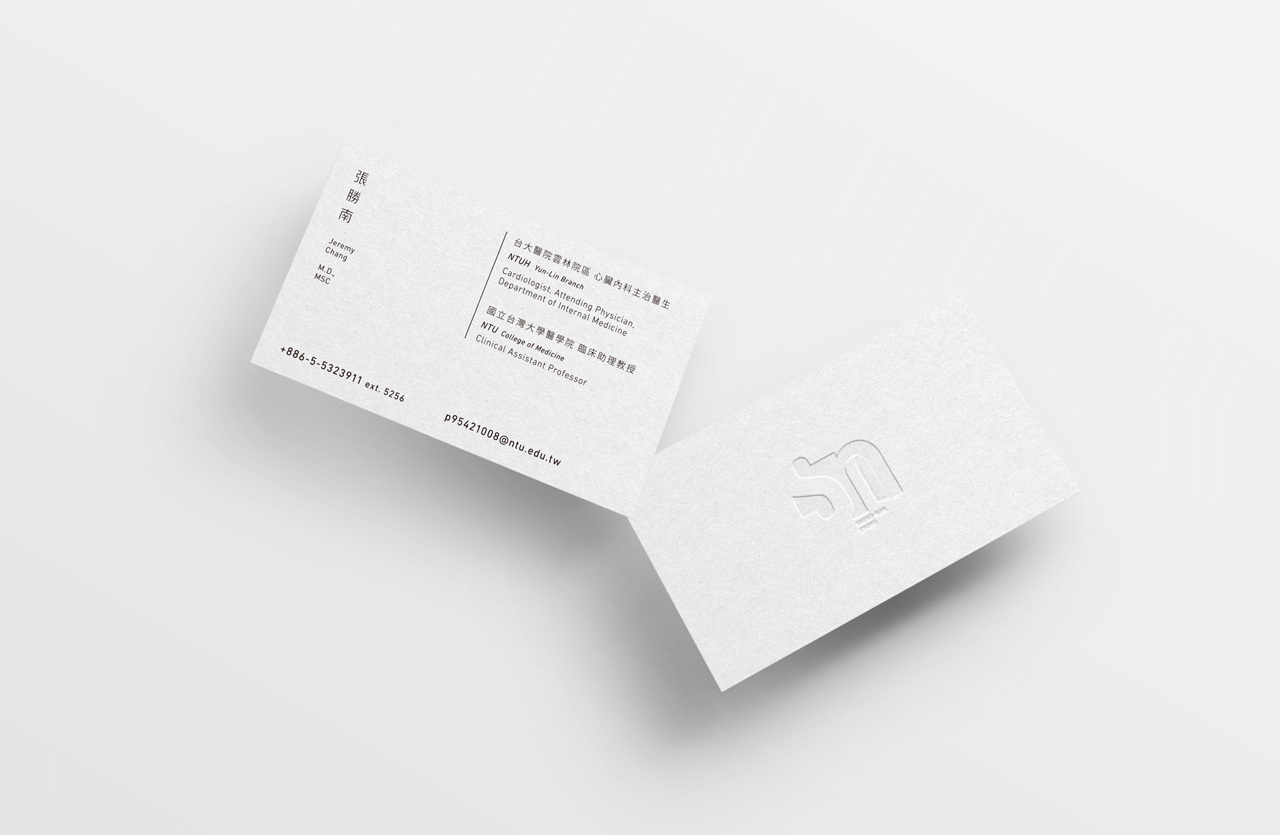 張勝南
Jeremy
Chang
M.D.,
MSC
台大醫院雲林院區 心臟內科主治醫生
NTUH Yun-Lin Branch
Cardiologist, Attending Physician,
Department of Internal Medicine
國立台灣大學醫學院 臨床助理教授
NTU College of Medicine
Clinical Assistant Professor
+886-5-5323911 ext. 5256
p95421008@ntu.edu.tw
sn